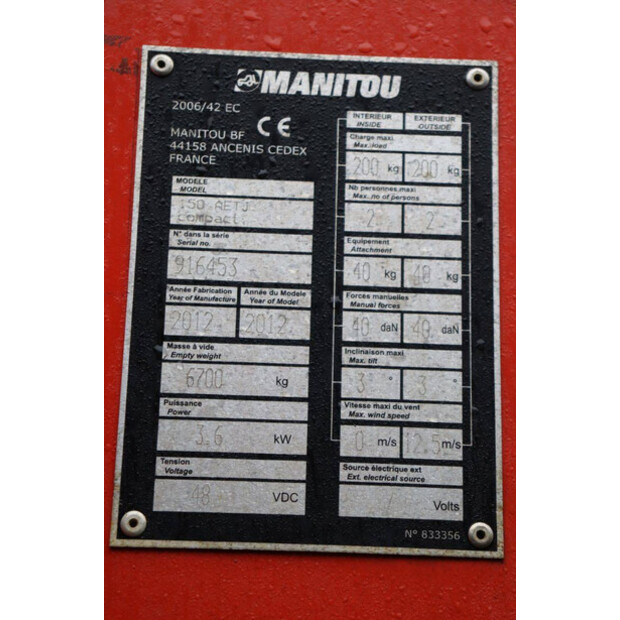 MANITOU
2006/42 EC
CE
MANITOU BF
44158 ANCENIS CEDEX
FRANCE
MODELE
MODEL
150 AETJ
compact
N° dans la série
Serial no
916453
Année Fabrication Année du Modele
Year of Manufacture Year of Model
2012 2012
Masse à vide
Empty weight
6700 kg
Puissance
Power
3.6 kW
Tension
Voltage
48 VDC
INTERIEUR EXTERIEUR
INSIDE OUTSIDE
Charge maxi
Max. load
200 kg 200 kg
Nb personnes maxi
Max. no of persons
2 2
Equipement
Attachment
40 kg 40 kg
Forces manuelles
Manual forces
40 daN 40 daN
Inclinaison maxi
Max. tilt
3 ° 3 °
Vitesse maxi du vent
Max. wind speed
0 m/s 12.5 m/s
Source électrique ext
Ext. electrical source
/ Volts
N° 833356